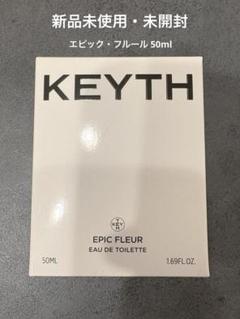 新品未使用・未開封
エピック・フルール 50ml
KEYTH
EPIC FLEUR
EAU DE TOILETTE
50ML 1.69FL.OZ.